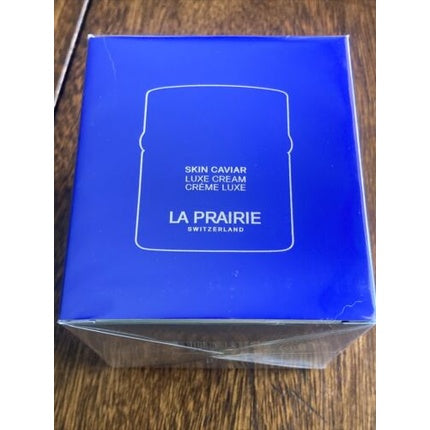 SKIN CAVIAR
LUXE CREAM
CRÈME LUXE
LA PRAIRIE
SWITZERLAND